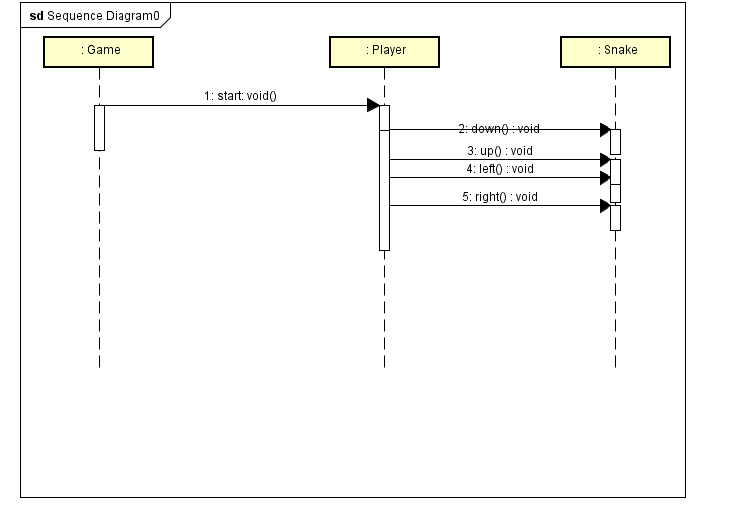 sd Sequence Diagram0
: Game
: Player
: Snake
1: start: void()
2: down() : void
3: up() : void
4: left() : void
5: right() : void